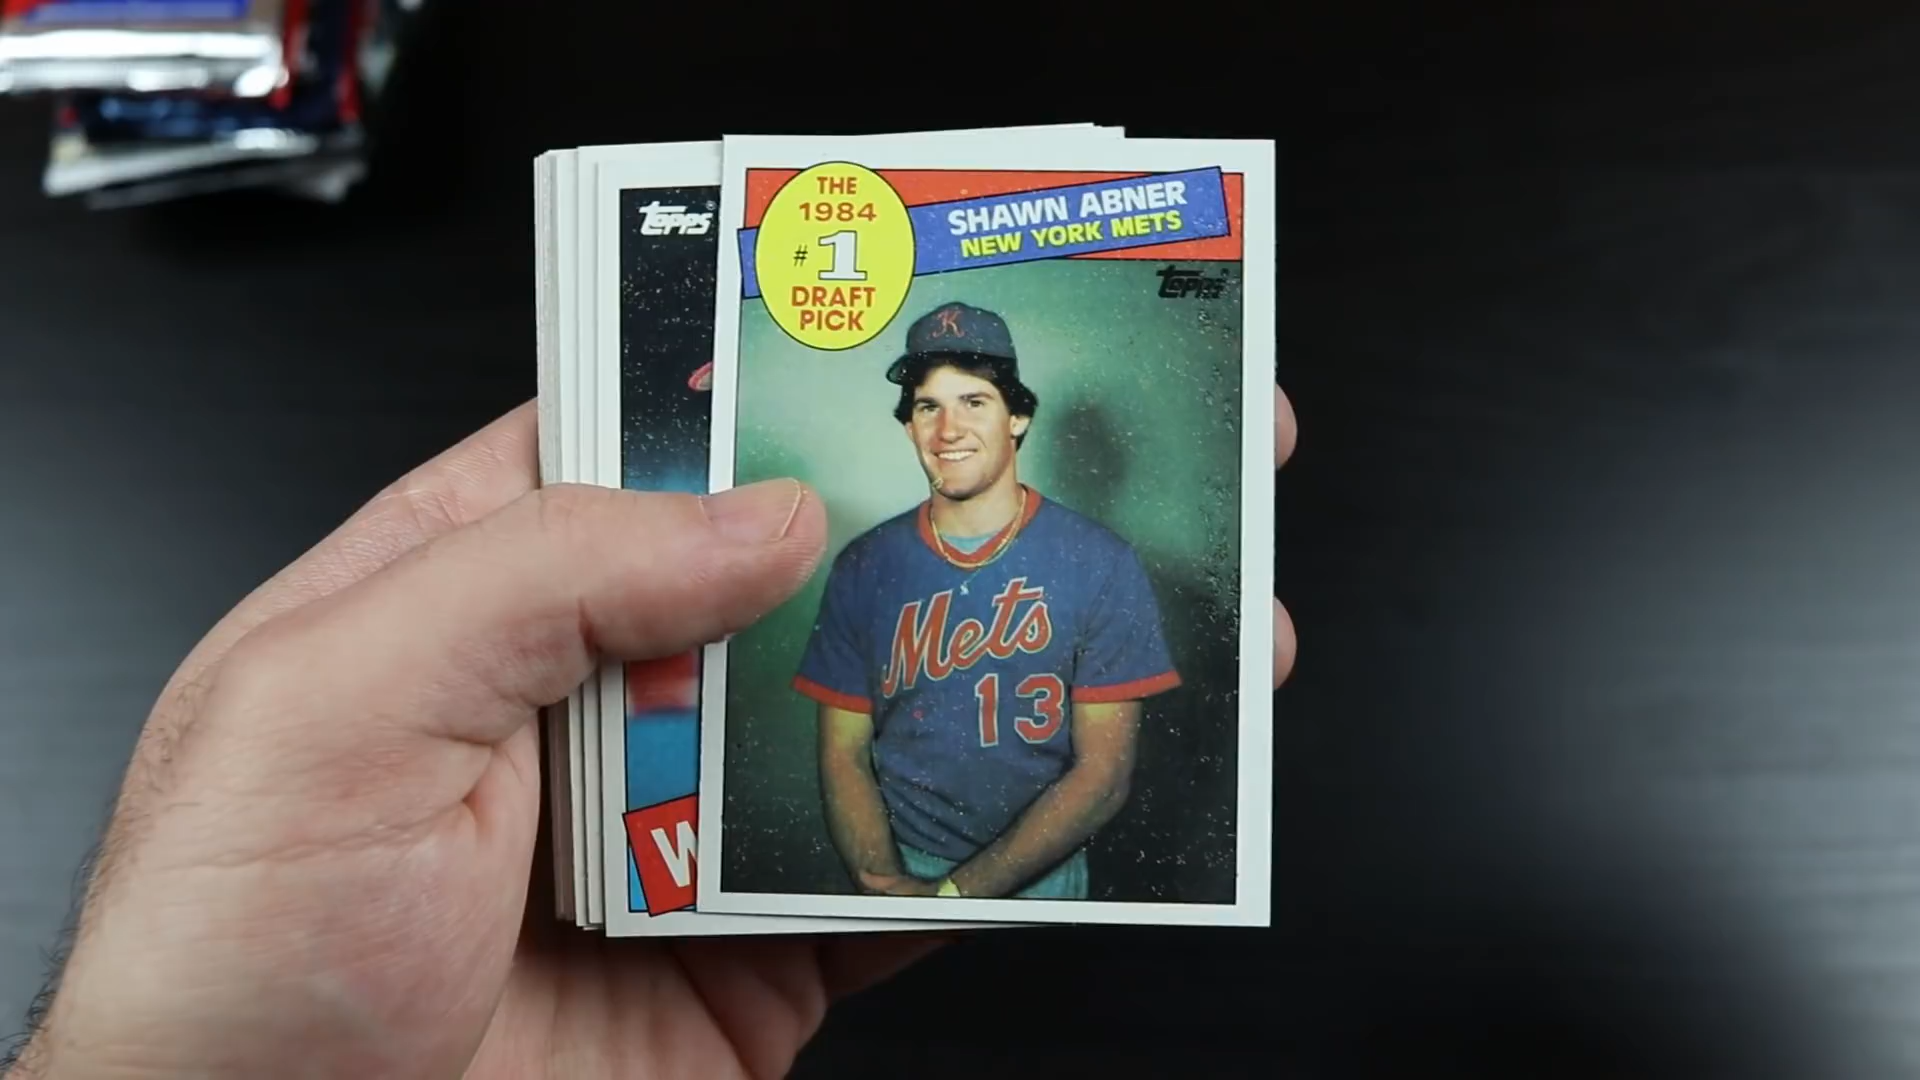 THE
1984
#1
DRAFT
PICK
SHAWN ABNER
NEW YORK METS
Topps
Topps
K
Mets
13
W